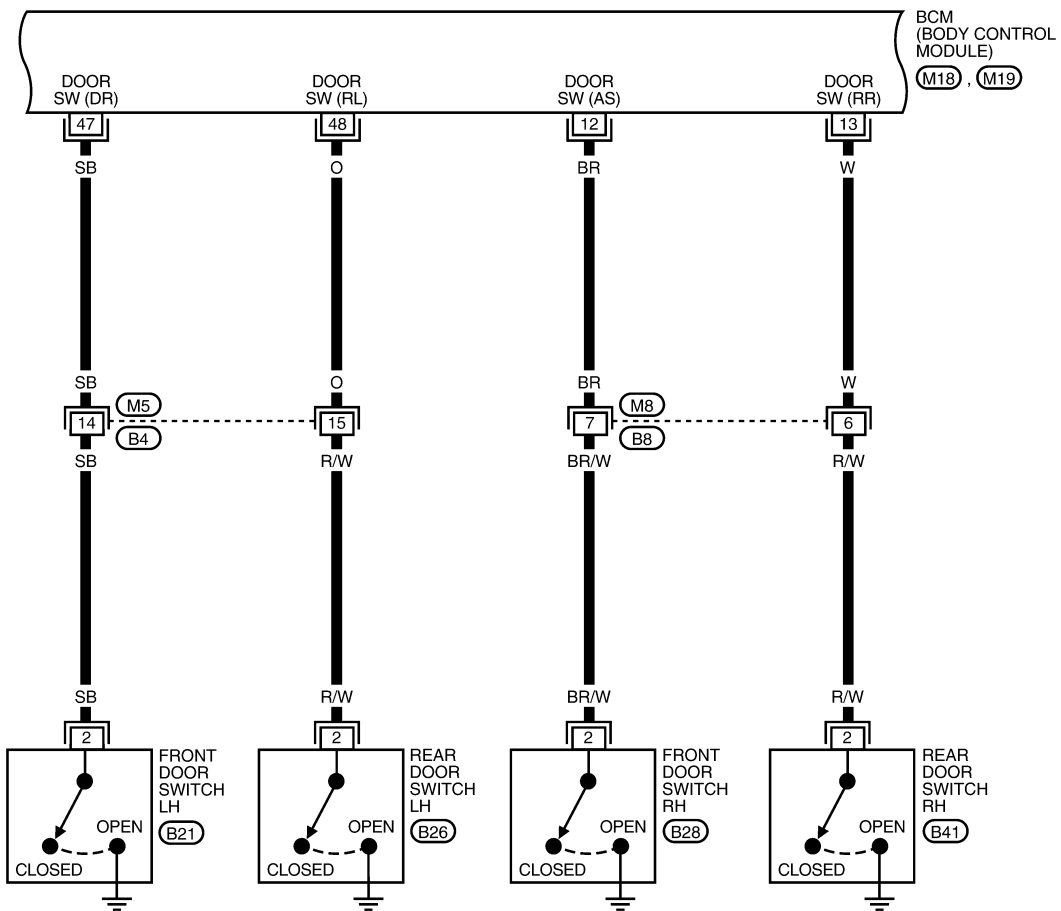 BCM
(BODY CONTROL
MODULE)
M18 , M19
DOOR
SW (DR)
DOOR
SW (RL)
DOOR
SW (AS)
DOOR
SW (RR)
47
48
12
13
SB
O
BR
W
SB
O
BR
W
M5
M8
14
15
7
6
B4
B8
SB
R/W
BR/W
R/W
SB
R/W
BR/W
R/W
2
2
2
2
FRONT
DOOR
SWITCH
LH
B21
OPEN
CLOSED
REAR
DOOR
SWITCH
LH
B26
OPEN
CLOSED
FRONT
DOOR
SWITCH
RH
B28
OPEN
CLOSED
REAR
DOOR
SWITCH
RH
B41
OPEN
CLOSED